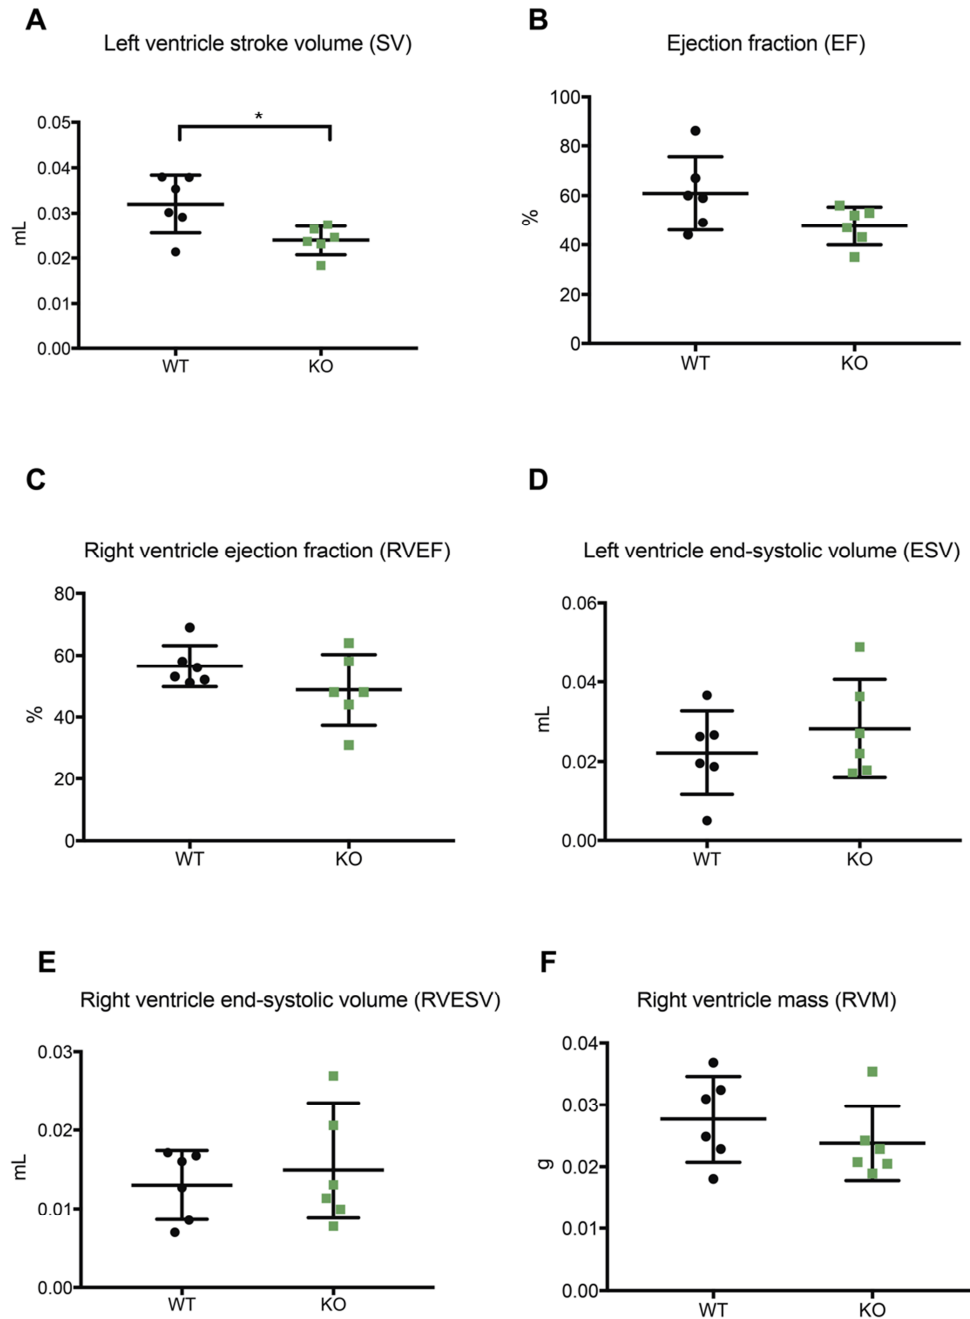 A
Left ventricle stroke volume (SV)
*
0.05
0.04
0.03
0.02
0.01
0.00
mL
WT
KO
B
Ejection fraction (EF)
100
80
60
40
20
0
%
WT
KO
C
Right ventricle ejection fraction (RVEF)
80
60
40
20
0
%
WT
KO
D
Left ventricle end-systolic volume (ESV)
0.06
0.04
0.02
0.00
mL
WT
KO
E
Right ventricle end-systolic volume (RVESV)
0.03
0.02
0.01
0.00
mL
WT
KO
F
Right ventricle mass (RVM)
0.04
0.03
0.02
0.01
0.00
g
WT
KO